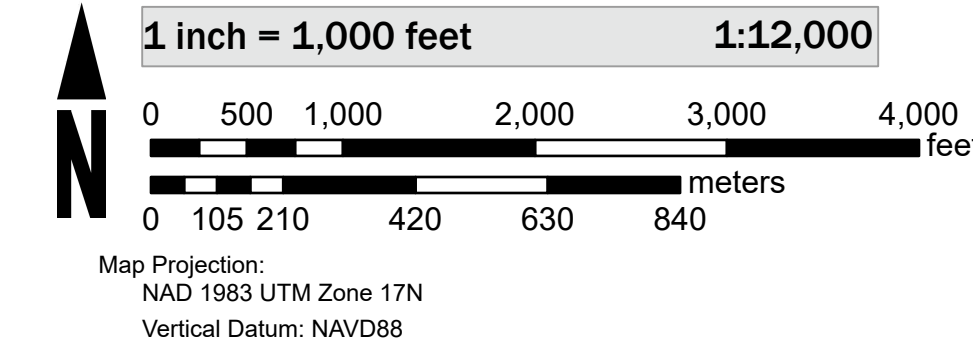 1 inch = 1,000 feet 1:12,000
0 500 1,000 2,000 3,000 4,000
feet
meters
0 105 210 420 630 840
N
Map Projection:
NAD 1983 UTM Zone 17N
Vertical Datum: NAVD88